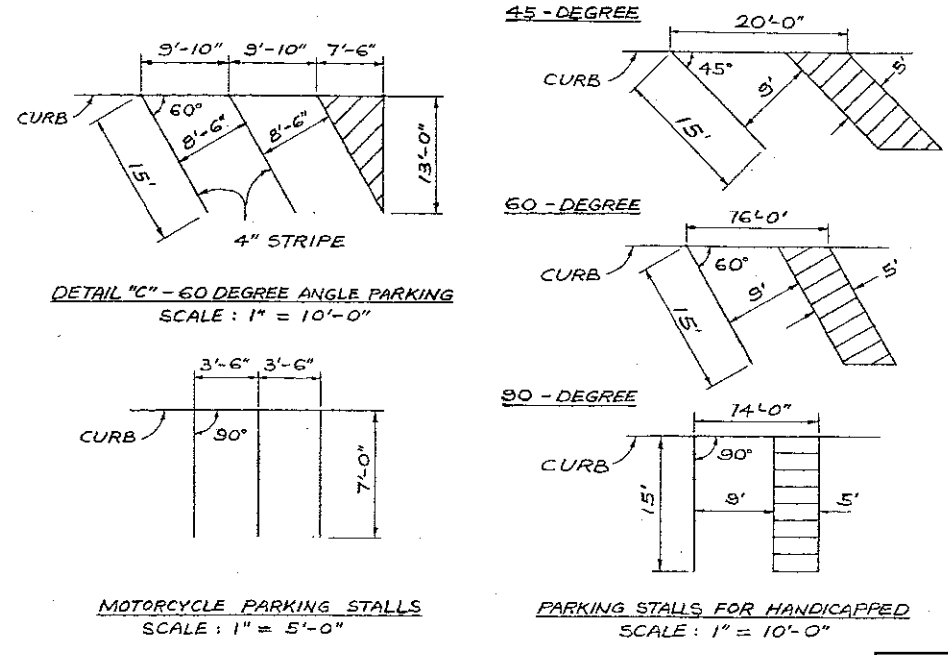 9'-10" 9'-10" 7'-6"
CURB
60°
8'-6" 8'-6"
15'
13'-0"
4" STRIPE
DETAIL "C" - 60 DEGREE ANGLE PARKING
SCALE : 1" = 10'-0"
3'-6" 3'-6"
CURB
90°
7'-0"
MOTORCYCLE PARKING STALLS
SCALE : 1" = 5'-0"
45 - DEGREE
20'-0"
CURB
45°
9'
5'
15'
60 - DEGREE
16'-0"
CURB
60°
9'
5'
15'
90 - DEGREE
14'-0"
CURB
90°
15'
9'
5'
PARKING STALLS FOR HANDICAPPED
SCALE : 1" = 10'-0"